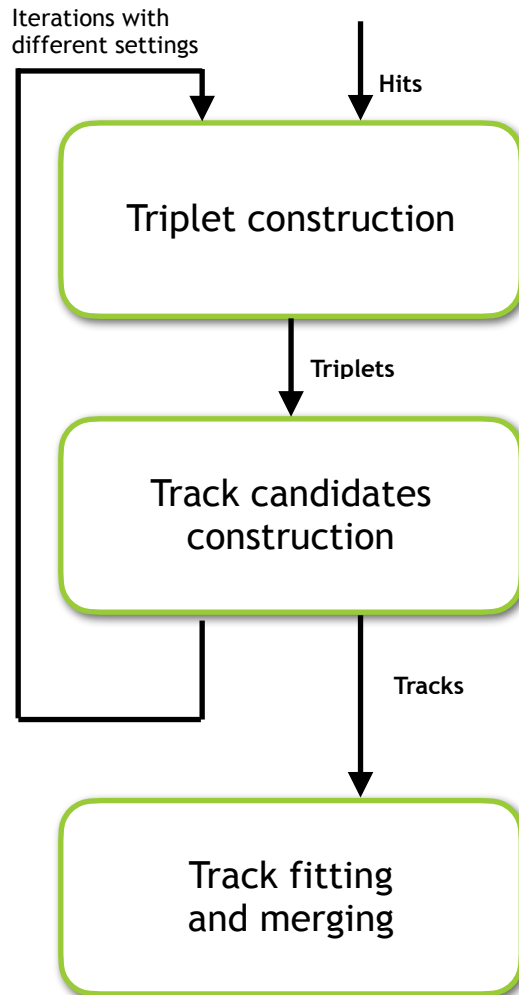 Iterations with
different settings
Hits
Triplet construction
Triplets
Track candidates
construction
Tracks
Track fitting
and merging